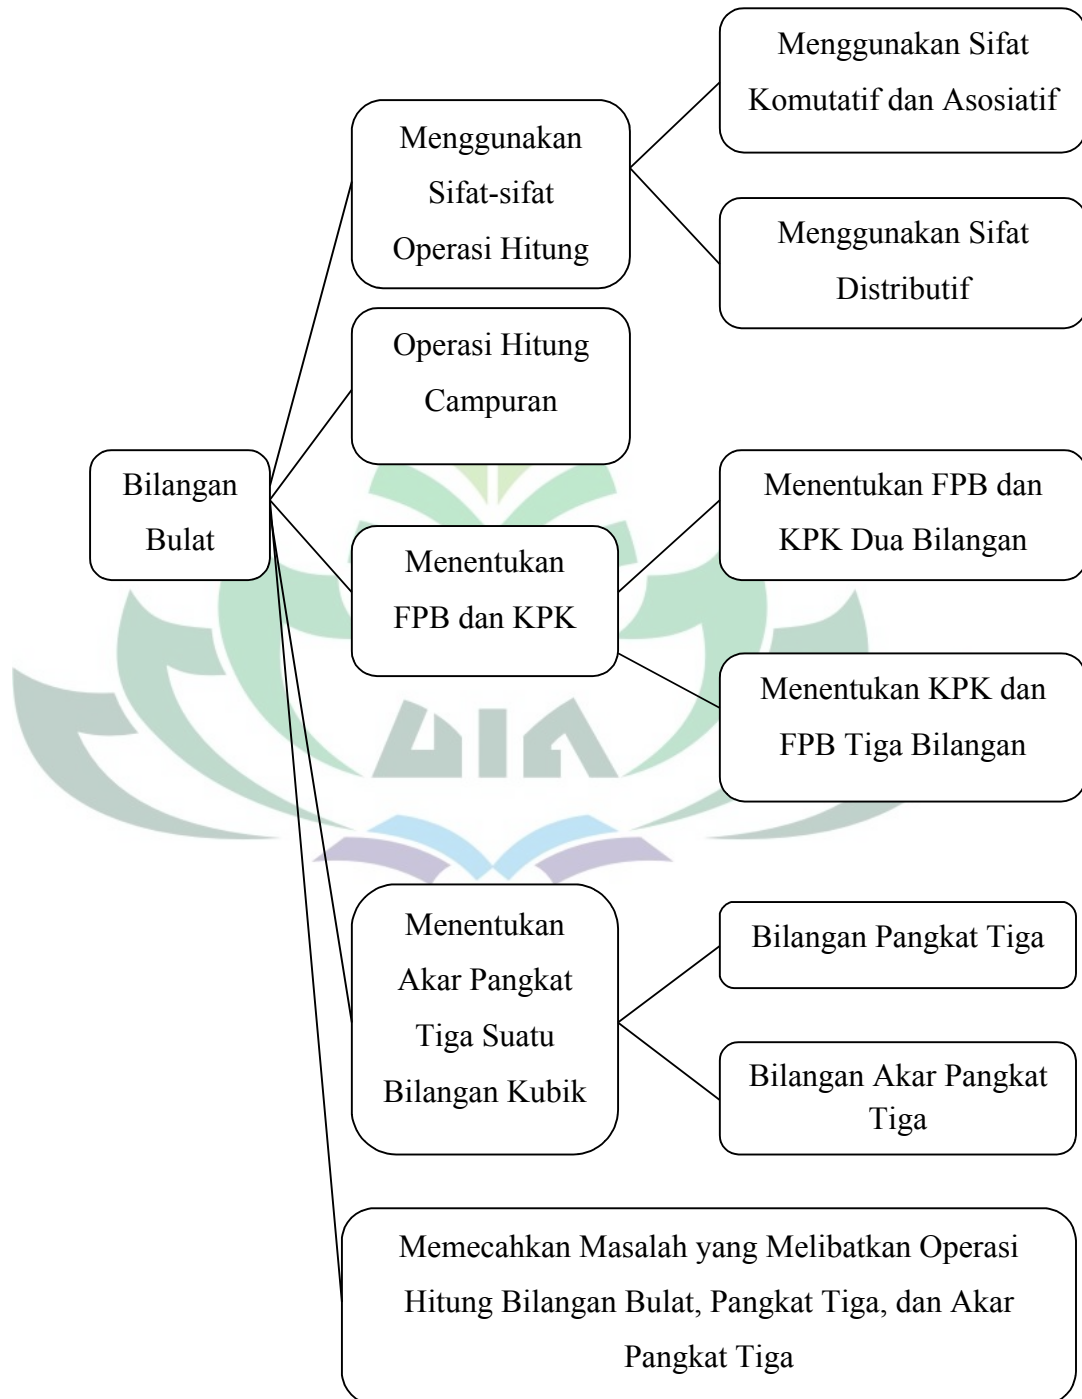 Menggunakan Sifat
Komutatif dan Asosiatif
Menggunakan
Sifat-sifat
Operasi Hitung
Menggunakan Sifat
Distributif
Operasi Hitung
Campuran
Bilangan
Bulat
Menentukan
FPB dan KPK
Menentukan FPB dan
KPK Dua Bilangan
Menentukan KPK dan
FPB Tiga Bilangan
UIN
Menentukan
Akar Pangkat
Tiga Suatu
Bilangan Kubik
Bilangan Pangkat Tiga
Bilangan Akar Pangkat
Tiga
Memecahkan Masalah yang Melibatkan Operasi
Hitung Bilangan Bulat, Pangkat Tiga, dan Akar
Pangkat Tiga